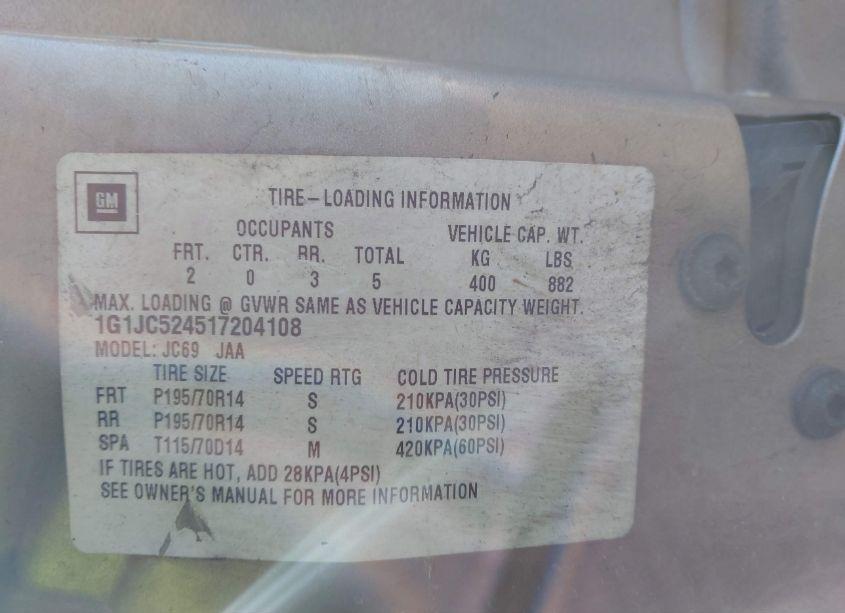 GM
TIRE-LOADING INFORMATION
OCCUPANTS VEHICLE CAP. WT.
FRT. CTR. RR. TOTAL KG LBS
2 0 3 5 400 882
MAX. LOADING @ GVWR SAME AS VEHICLE CAPACITY WEIGHT.
1G1JC524517204108
MODEL: JC69 JAA
TIRE SIZE SPEED RTG COLD TIRE PRESSURE
FRT P195/70R14 S 210KPA(30PSI)
RR P195/70R14 S 210KPA(30PSI)
SPA T115/70D14 M 420KPA(60PSI)
IF TIRES ARE HOT, ADD 28KPA(4PSI)
SEE OWNER'S MANUAL FOR MORE INFORMATION